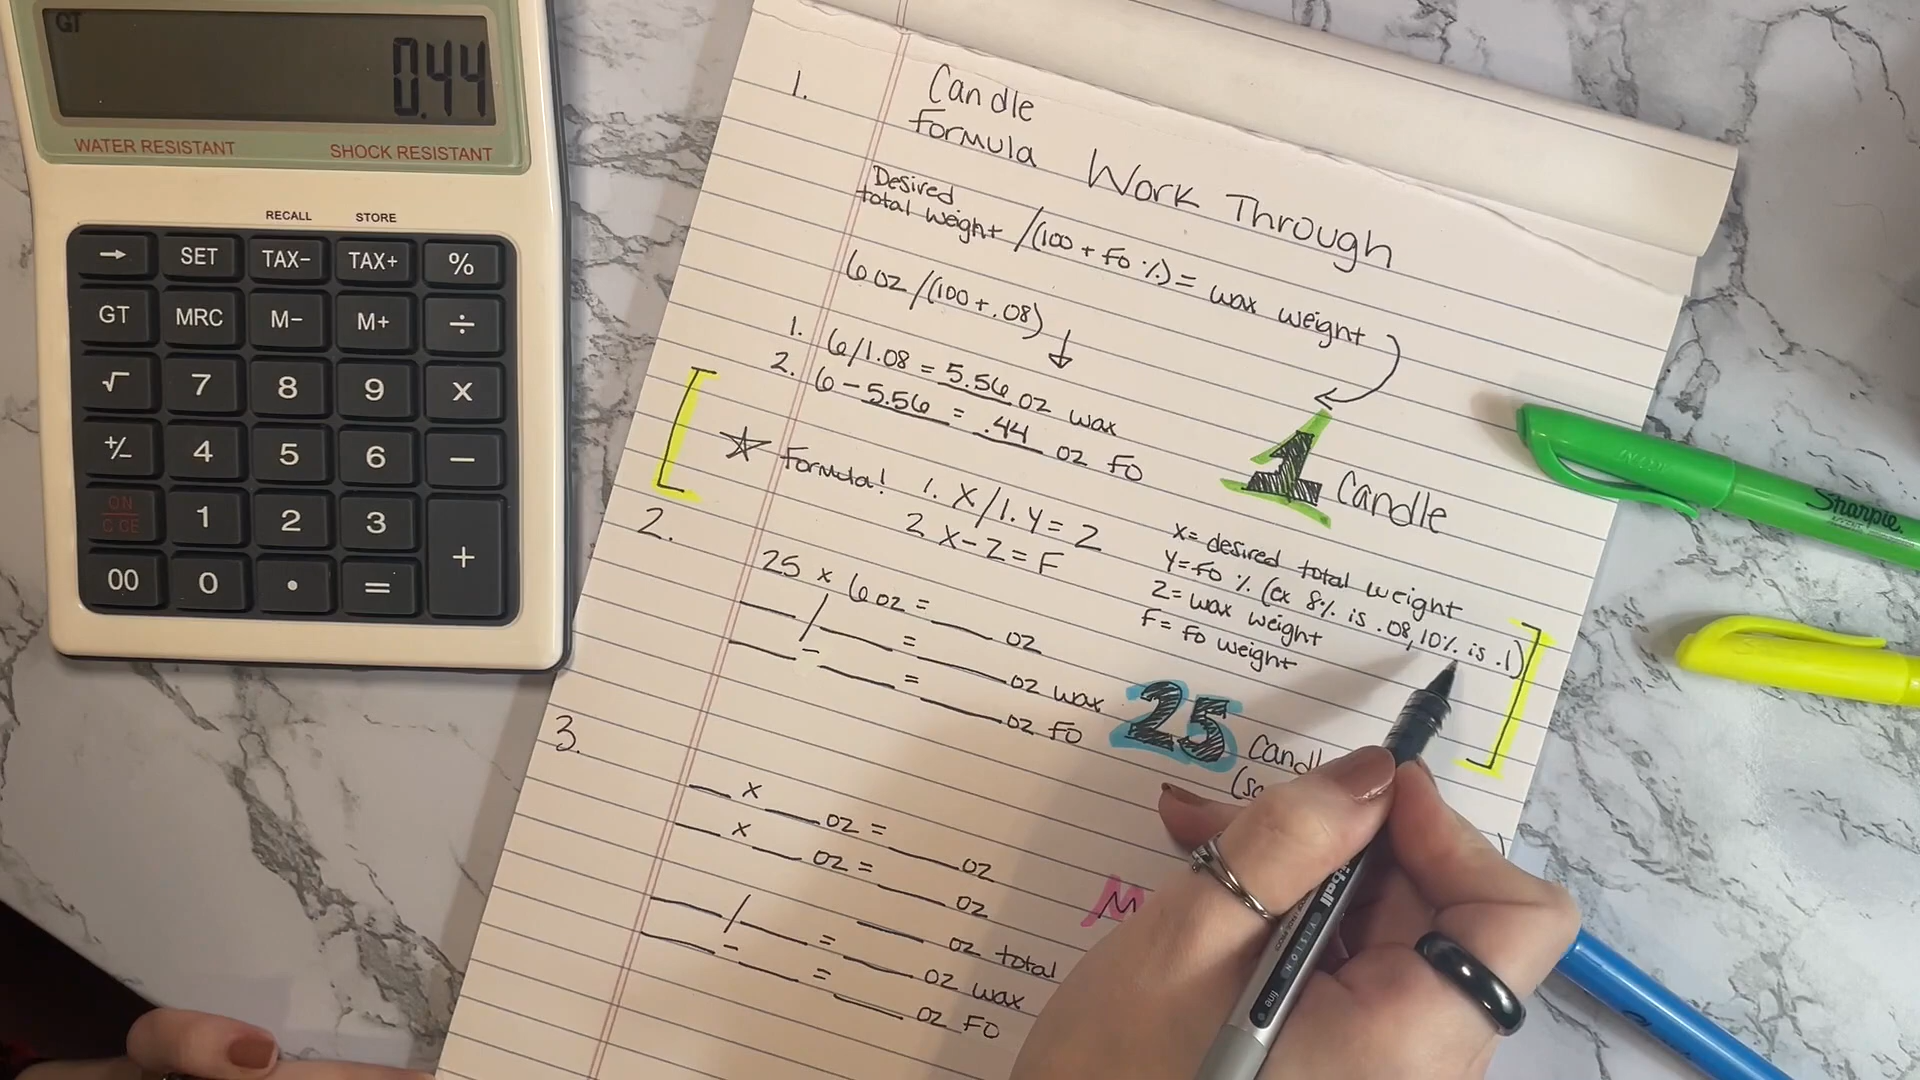 GT
0.44
WATER RESISTANT SHOCK RESISTANT
RECALL STORE
→ SET TAX- TAX+ %
GT MRC M- M+ ÷
√ 7 8 9 x
+/- 4 5 6 −
ON
C·CE 1 2 3
00 0 • = +
1. Candle
Formula Work Through
Desired
total weight /(100 + FO %) = wax weight
6 oz /(100 + .08)
1. 6/1.08 = 5.56 oz wax
2. 6 - 5.56 = .44 oz FO
1 Candle
☆ Formula! 1. X/1.Y = Z
2 X - Z = F
X = desired total weight
Y = FO % (ex 8% is .08, 10% is .1)
Z = wax weight
F = FO weight
2.
25 x 6 oz = ___ oz
___ / ___ = ___ oz wax
___ - ___ = ___ oz FO
25 Candl
3.
___ x ___ oz = ___ oz
___ x ___ oz = ___ oz
___ oz total
___ / ___ = ___ oz wax
___ - ___ = ___ oz FO
M
Sharpie
ball
VISION
fine